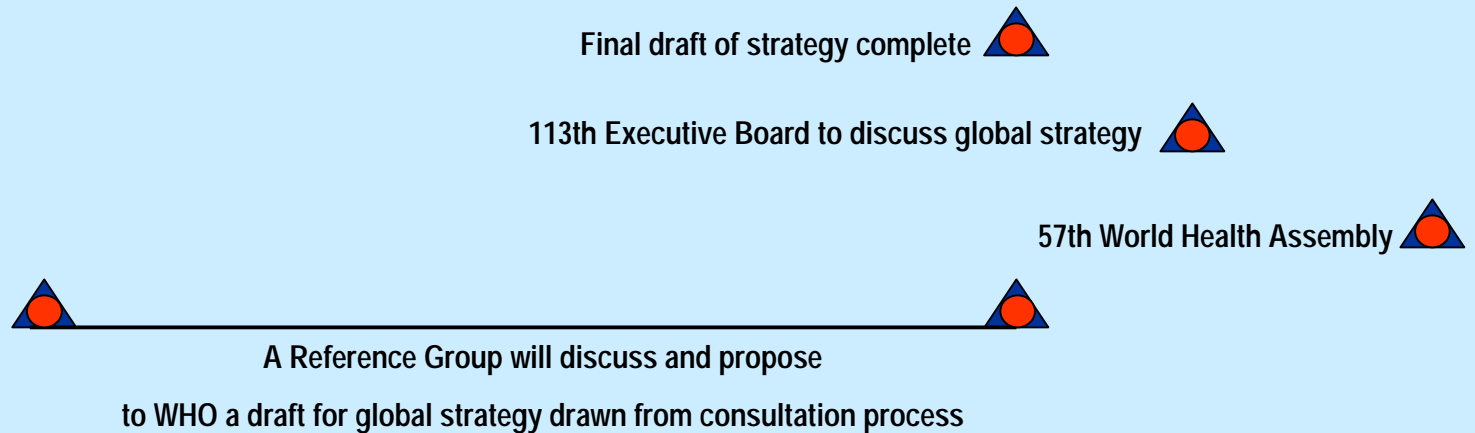 Final draft of strategy complete
113th Executive Board to discuss global strategy
57th World Health Assembly
A Reference Group will discuss and propose
to WHO a draft for global strategy drawn from consultation process